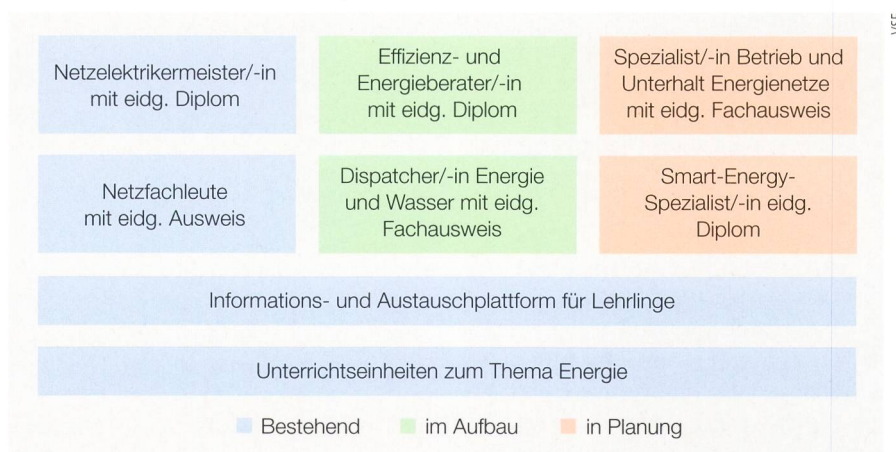 Netzelektrikermeister/-in
mit eidg. Diplom
Effizienz- und
Energieberater/-in
mit eidg. Diplom
Spezialist/-in Betrieb und
Unterhalt Energienetze
mit eidg. Fachausweis
Netzfachleute
mit eidg. Ausweis
Dispatcher/-in Energie
und Wasser mit eidg.
Fachausweis
Smart-Energy-
Spezialist/-in eidg.
Diplom
Informations- und Austauschplattform für Lehrlinge
Unterrichtseinheiten zum Thema Energie
Bestehend
im Aufbau
in Planung